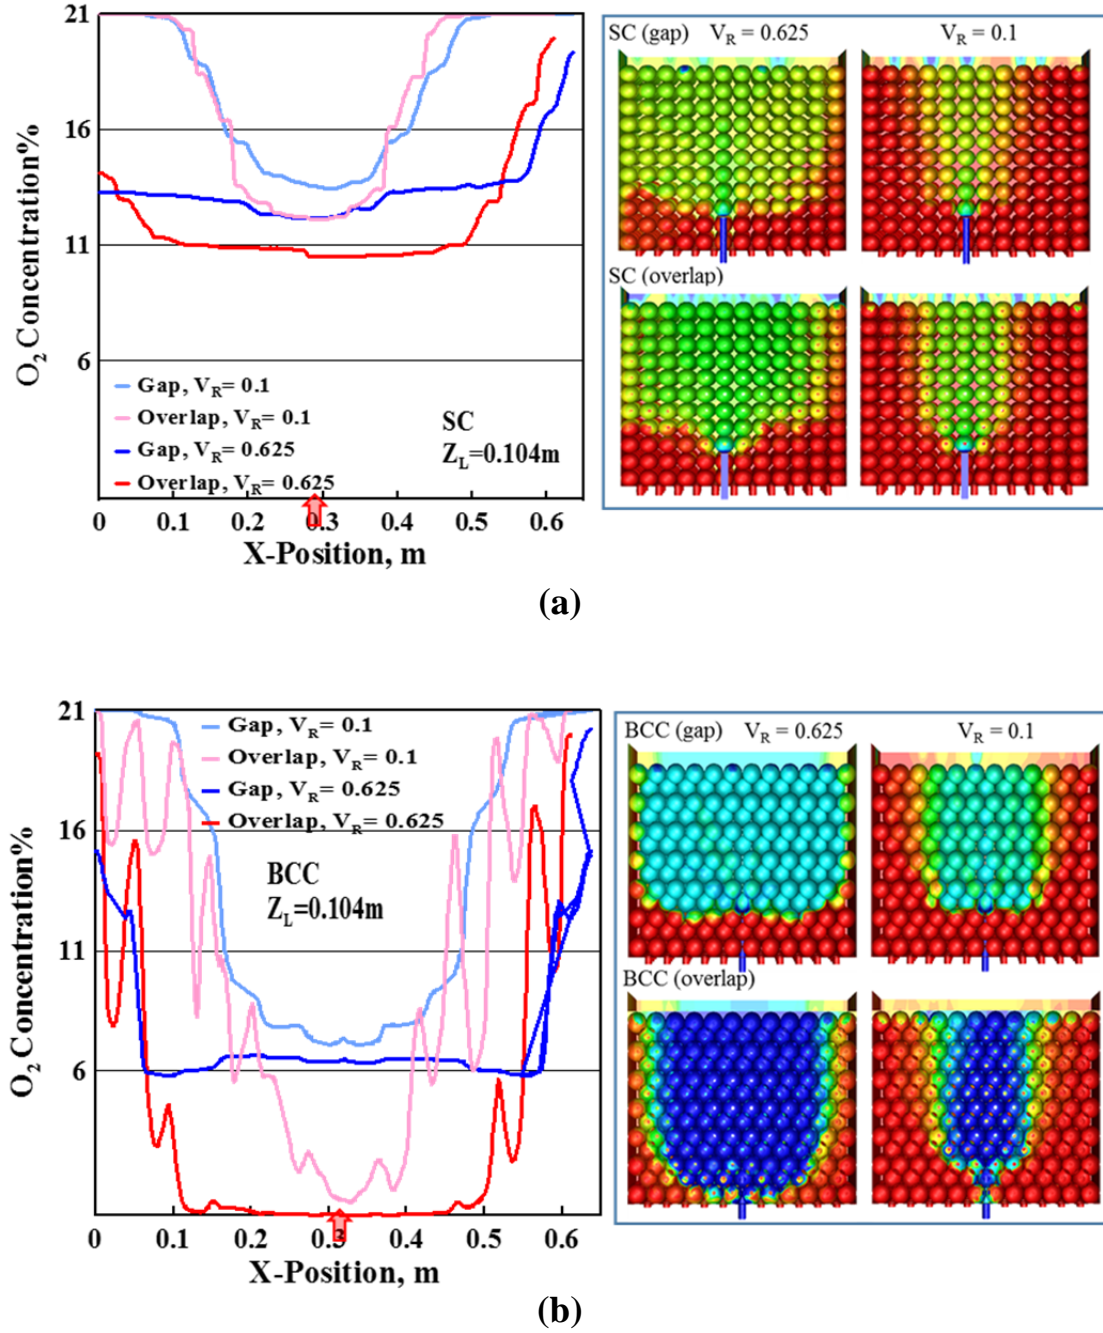 21
16
11
6
O2 Concentration%
Gap, VR= 0.1
Overlap, VR= 0.1
Gap, VR= 0.625
Overlap, VR= 0.625
SC
ZL=0.104m
0 0.1 0.2 0.3 0.4 0.5 0.6
X-Position, m
SC (gap) VR = 0.625 VR = 0.1
SC (overlap)
(a)
21
16
11
6
O2 Concentration%
Gap, VR = 0.1
Overlap, VR = 0.1
Gap, VR = 0.625
Overlap, VR = 0.625
BCC
ZL=0.104m
0 0.1 0.2 0.3 0.4 0.5 0.6
X-Position, m
BCC (gap) VR = 0.625 VR = 0.1
BCC (overlap)
(b)